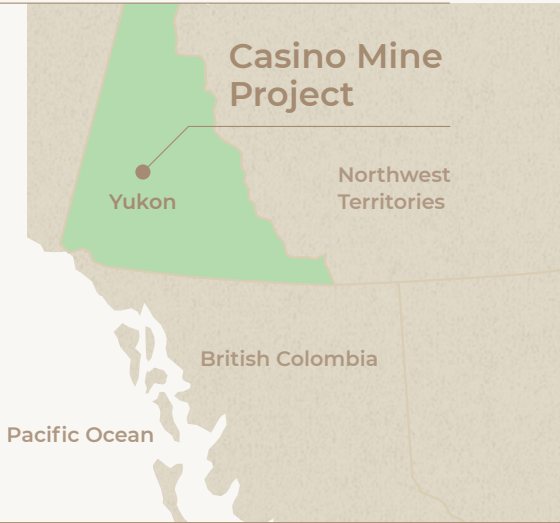 Casino Mine
Project
Northwest
Territories
Yukon
British Colombia
Pacific Ocean